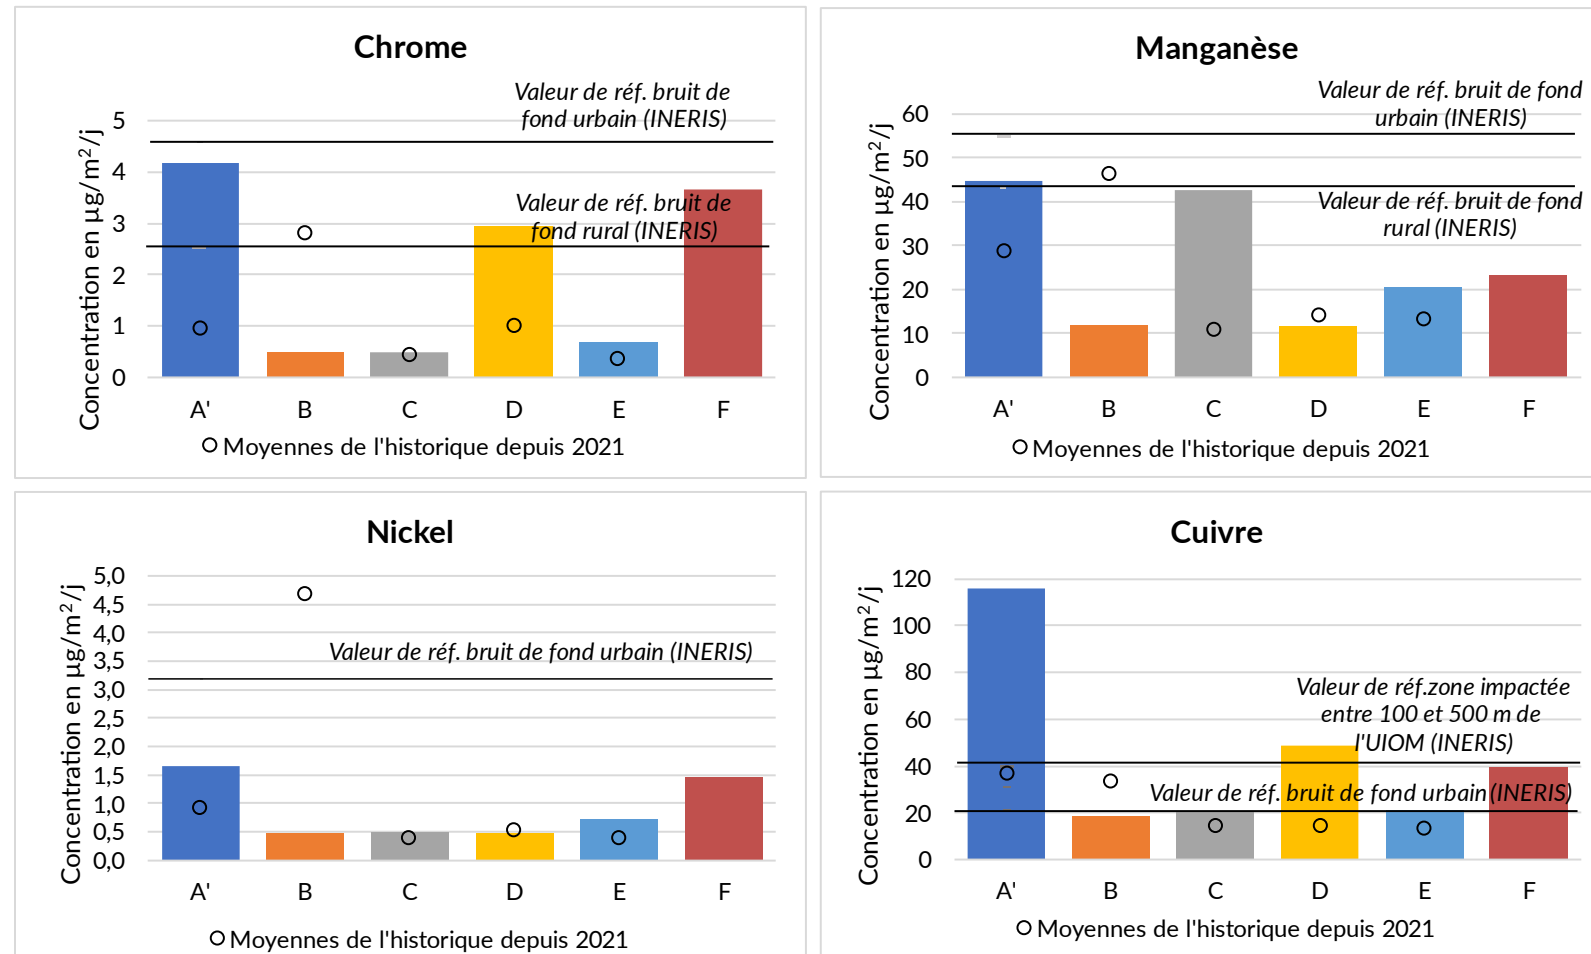 Chrome
Valeur de réf. bruit de
fond urbain (INERIS)
Valeur de réf. bruit de
fond rural (INERIS)
Concentration en µg/m²/j
5
4
3
2
1
0
A'
B
C
D
E
F
Moyennes de l'historique depuis 2021
Manganèse
Valeur de réf. bruit de fond
urbain (INERIS)
Valeur de réf. bruit de fond
rural (INERIS)
Concentration en µg/m²/j
60
50
40
30
20
10
0
A'
B
C
D
E
F
Moyennes de l'historique depuis 2021
Nickel
Valeur de réf. bruit de fond urbain (INERIS)
Concentration en µg/m²/j
5,0
4,5
4,0
3,5
3,0
2,5
2,0
1,5
1,0
0,5
0,0
A'
B
C
D
E
F
Moyennes de l'historique depuis 2021
Cuivre
Valeur de réf.zone impactée
entre 100 et 500 m de
l'UIOM (INERIS)
Valeur de réf. bruit de fond urbain (INERIS)
Concentration en µg/m²/j
120
100
80
60
40
20
0
A'
B
C
D
E
F
Moyennes de l'historique depuis 2021